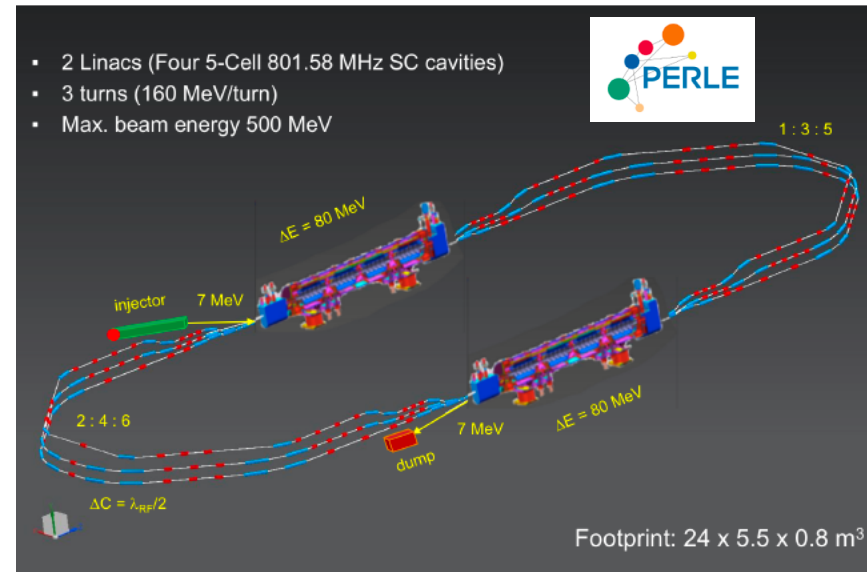 ▪ 2 Linacs (Four 5-Cell 801.58 MHz SC cavities)
▪ 3 turns (160 MeV/turn)
▪ Max. beam energy 500 MeV
PERLE
1 : 3 : 5
ΔE = 80 MeV
injector
7 MeV
2 : 4 : 6
7 MeV
ΔE = 80 MeV
dump
ΔC = λRF/2
Footprint: 24 x 5.5 x 0.8 m³